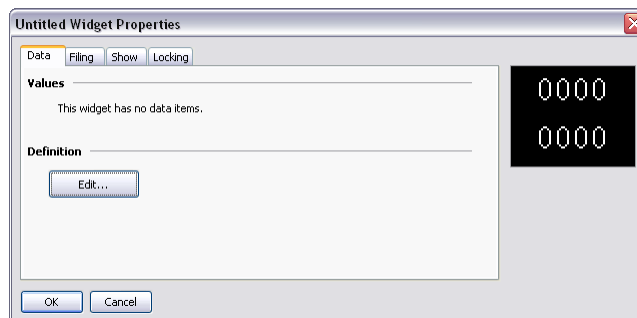 Untitled Widget Properties
Data Filing Show Locking
Values
This widget has no data items.
Definition
Edit...
OK Cancel
0000
0000